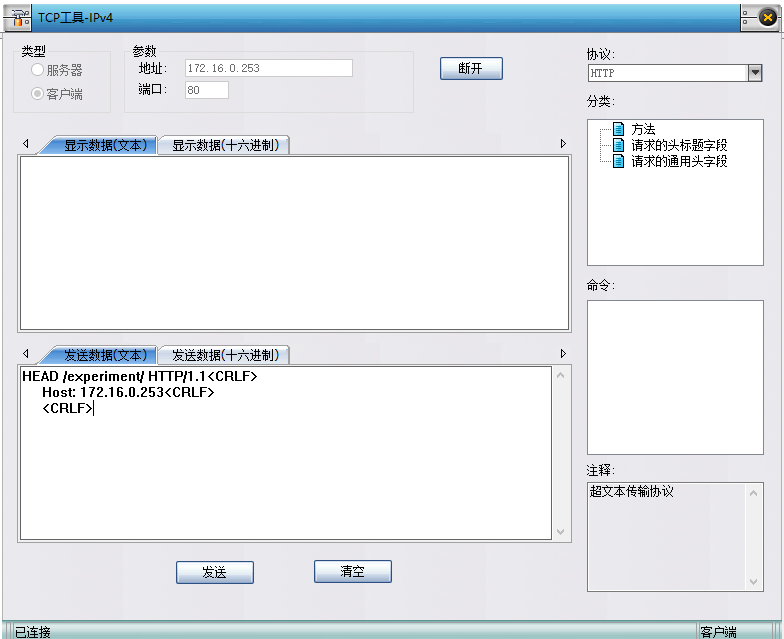 TCP工具-IPv4
类型
服务器
客户端
参数
地址: 172.16.0.253
端口: 80
断开
协议:
HTTP
分类:
方法
请求的头标题字段
请求的通用头字段
显示数据(文本) 显示数据(十六进制)
命令:
发送数据(文本) 发送数据(十六进制)
HEAD /experiment/ HTTP/1.1<CRLF>
Host: 172.16.0.253<CRLF>
<CRLF>
注释:
超文本传输协议
发送 清空
已连接 客户端